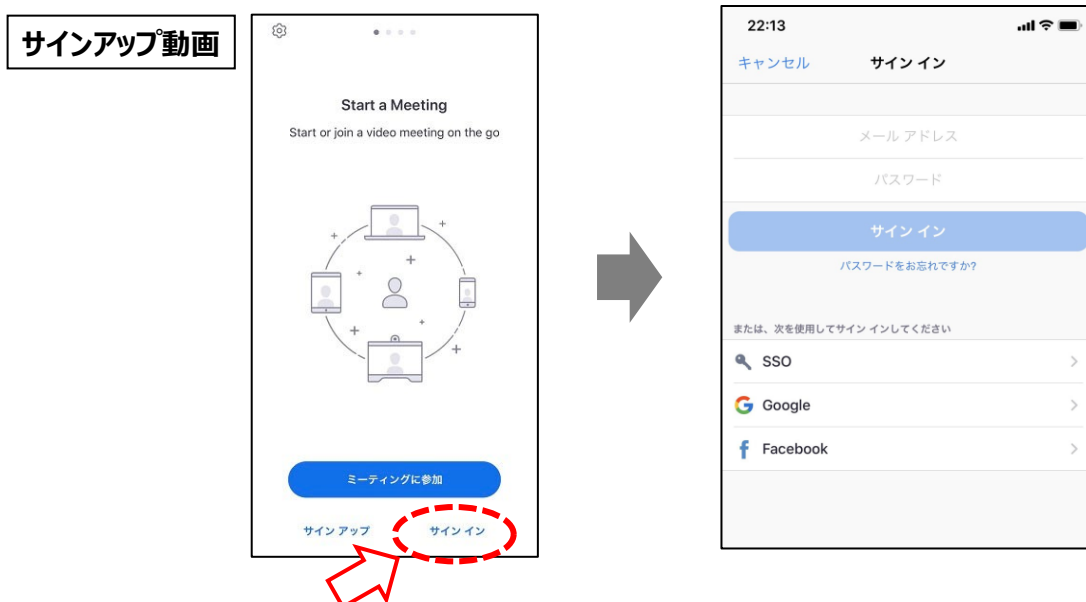 サインアップ動画
Start a Meeting
Start or join a video meeting on the go
ミーティングに参加
サイン アップ
サイン イン
22:13
キャンセル
サイン イン
メール アドレス
パスワード
サイン イン
パスワードをお忘れですか?
または、次を使用してサイン インしてください
SSO
Google
Facebook